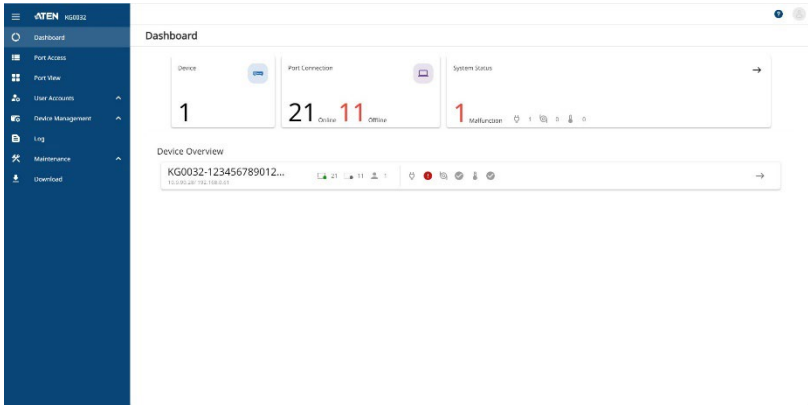 ATEN KG0032
Dashboard
Port Access
Port View
User Accounts
Device Management
Log
Maintenance
Download
Dashboard
Device
1
Port Connection
21 Online 11 Offline
System Status
1 Malfunction 1 0 0
Device Overview
KG0032-123456789012...
21 11 1